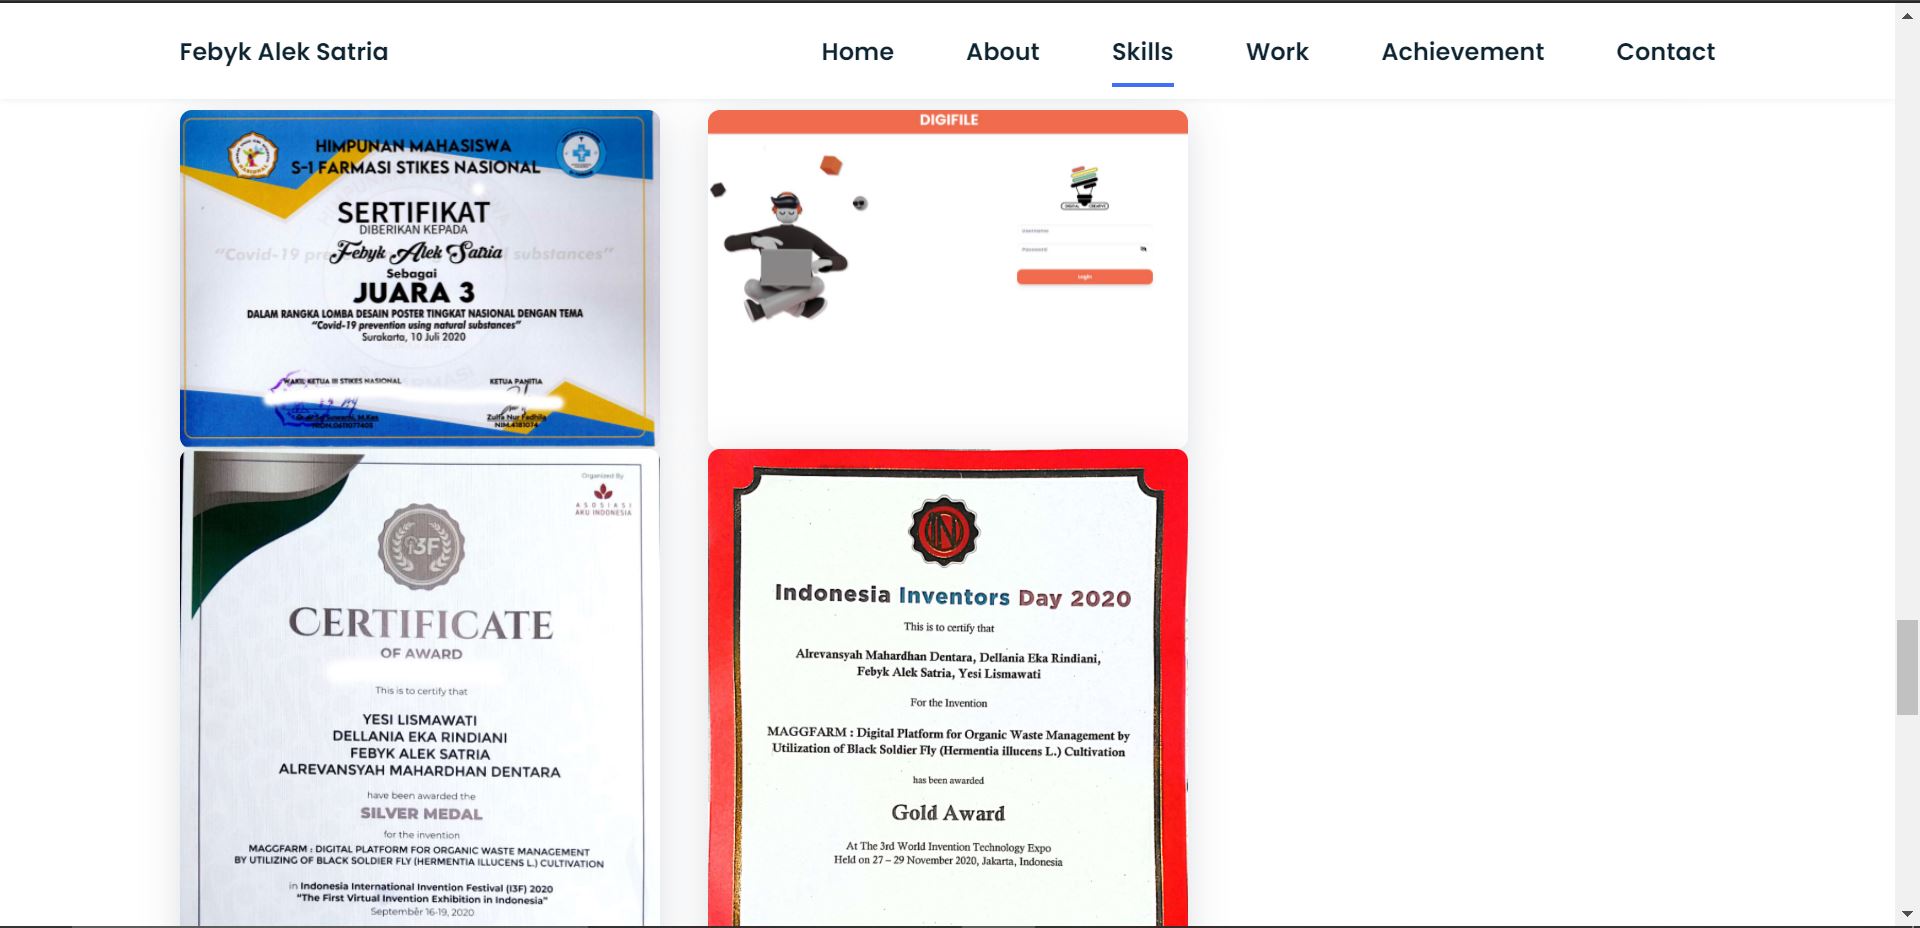 Febyk Alek Satria
Home
About
Skills
Work
Achievement
Contact
HIMPUNAN MAHASISWA
S-1 FARMASI STIKES NASIONAL
SERTIFIKAT
DIBERIKAN KEPADA
Febyk Alek Satria
"Covid-19 pre substances"
Sebagai
JUARA 3
DALAM RANGKA LOMBA DESAIN POSTER TINGKAT NASIONAL DENGAN TEMA
"Covid-19 prevention using natural substances"
Surakarta, 10 Juli 2020
WAKIL KETUA III STIKES NASIONAL
KETUA PANITIA
Zulfa Nur Fadhila
NIM.4181074
DIGIFILE
DIGITAL CREATIVE
Username
Password
Login
Organized By
ASOSIASI
AKU INDONESIA
I3F
CERTIFICATE
OF AWARD
This is to certify that
YESI LISMAWATI
DELLANIA EKA RINDIANI
FEBYK ALEK SATRIA
ALREVANSYAH MAHARDHAN DENTARA
have been awarded the
SILVER MEDAL
for the invention
MAGGFARM : DIGITAL PLATFORM FOR ORGANIC WASTE MANAGEMENT
BY UTILIZING OF BLACK SOLDIER FLY (HERMENTIA ILLUCENS L.) CULTIVATION
in Indonesia International Invention Festival (I3F) 2020
"The First Virtual Invention Exhibition in Indonesia"
September 16-19, 2020
IN
Indonesia Inventors Day 2020
This is to certify that
Alrevansyah Mahardhan Dentara, Dellania Eka Rindiani,
Febyk Alek Satria, Yesi Lismawati
For the Invention
MAGGFARM : Digital Platform for Organic Waste Management by
Utilization of Black Soldier Fly (Hermentia illucens L.) Cultivation
has been awarded
Gold Award
At The 3rd World Invention Technology Expo
Held on 27 – 29 November 2020, Jakarta, Indonesia